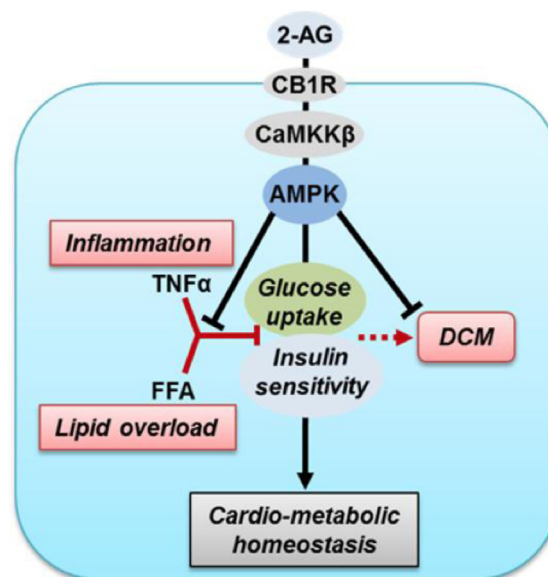 2-AG
CB1R
CaMKKβ
AMPK
Inflammation
TNFα
Glucose
uptake
Insulin
sensitivity
DCM
FFA
Lipid overload
Cardio-metabolic
homeostasis